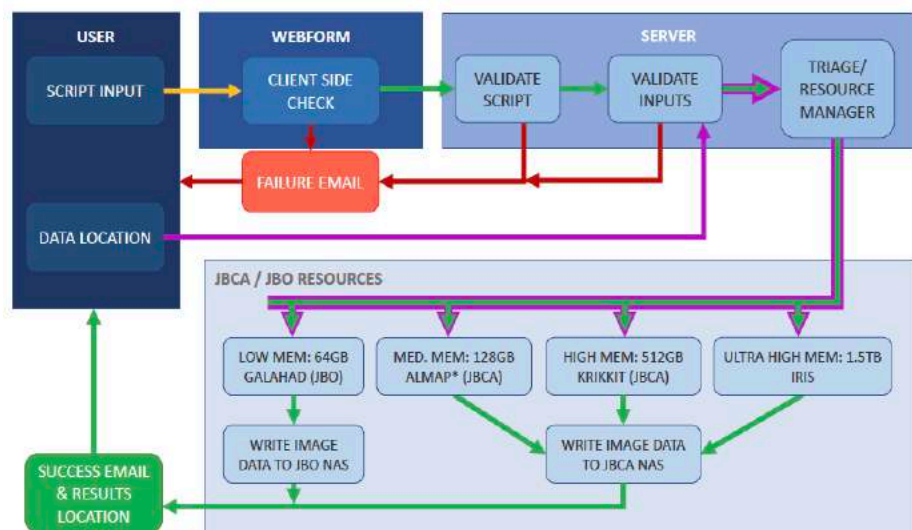 USER
WEBFORM
SERVER
SCRIPT INPUT
CLIENT SIDE
CHECK
VALIDATE
SCRIPT
VALIDATE
INPUTS
TRIAGE/
RESOURCE
MANAGER
FAILURE EMAIL
DATA LOCATION
JBCA / JBO RESOURCES
LOW MEM: 64GB
GALAHAD (JBO)
MED. MEM: 128GB
ALMAP* (JBCA)
HIGH MEM: 512GB
KRIKKIT (JBCA)
ULTRA HIGH MEM: 1.5TB
IRIS
WRITE IMAGE
DATA TO JBO NAS
WRITE IMAGE DATA
TO JBCA NAS
SUCCESS EMAIL
& RESULTS
LOCATION